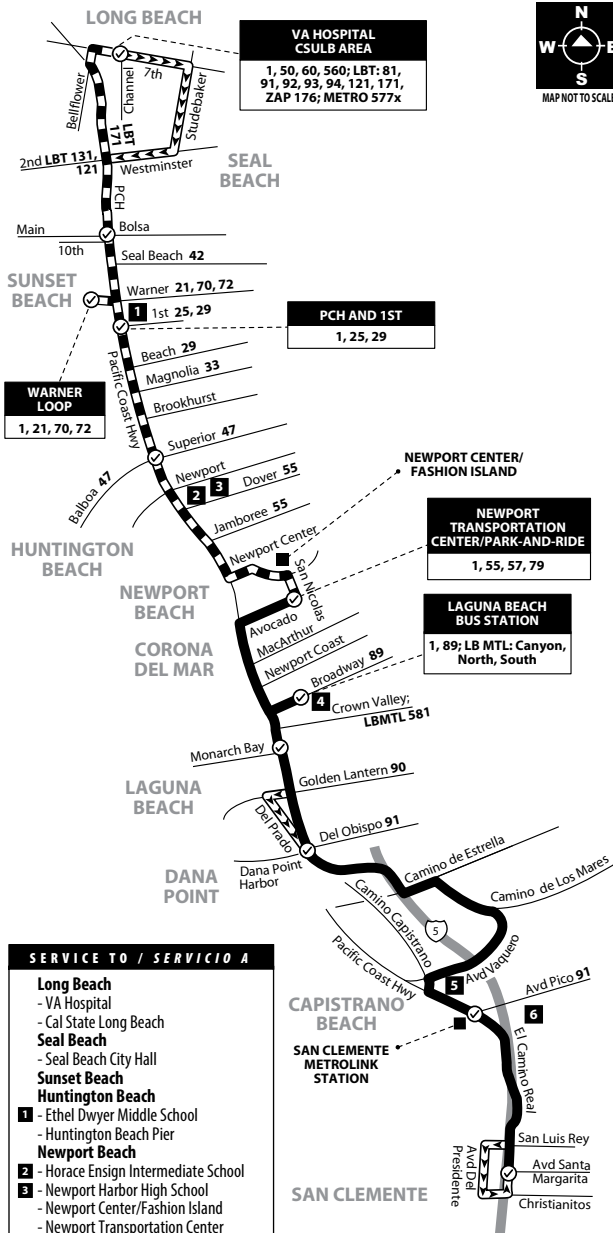 LONG BEACH
VA HOSPITAL
CSULB AREA
1, 50, 60, 560; LBT: 81,
91, 92, 93, 94, 121, 171,
ZAP 176; METRO 577x
N
W E
S
MAP NOT TO SCALE
7th
Bellflower
Channel
LBT
171
Studebaker
2nd LBT 131,
121
Westminster
SEAL
BEACH
PCH
Main
Bolsa
10th
Seal Beach 42
SUNSET
BEACH
Warner 21, 70, 72
1
1st 25, 29
PCH AND 1ST
1, 25, 29
Pacific Coast Hwy
Beach 29
Magnolia 33
WARNER
LOOP
1, 21, 70, 72
Brookhurst
Superior 47
Balboa 47
NEWPORT CENTER/
FASHION ISLAND
Newport
2
3
Dover 55
Jamboree 55
HUNTINGTON
BEACH
Newport Center
San Nicolas
NEWPORT
TRANSPORTATION
CENTER/PARK-AND-RIDE
1, 55, 57, 79
NEWPORT
BEACH
Avocado
MacArthur
CORONA
DEL MAR
Newport Coast
LAGUNA BEACH
BUS STATION
1, 89; LB MTL: Canyon,
North, South
Broadway 89
4
Crown Valley;
LBMTL 581
Monarch Bay
LAGUNA
BEACH
Golden Lantern 90
Del Prado
Del Obispo 91
DANA
POINT
Dana Point
Harbor
Camino de Estrella
Camino de Los Mares
Camino Capistrano
5
Pacific Coast Hwy
5
Avd Vaquero
CAPISTRANO
BEACH
Avd Pico 91
6
SAN CLEMENTE
METROLINK
STATION
El Camino Real
San Luis Rey
Avd Del
Presidente
Avd Santa
Margarita
SAN CLEMENTE
Christianitos
SERVICE TO / SERVICIO A
Long Beach
- VA Hospital
- Cal State Long Beach
Seal Beach
- Seal Beach City Hall
Sunset Beach
Huntington Beach
1 - Ethel Dwyer Middle School
- Huntington Beach Pier
Newport Beach
2 - Horace Ensign Intermediate School
3 - Newport Harbor High School
- Newport Center/Fashion Island
- Newport Transportation Center